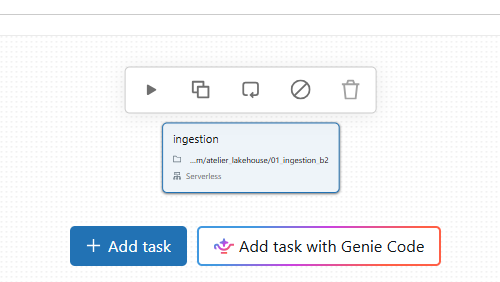 ingestion
...m/atelier_lakehouse/01_ingestion_b2
Serverless
+ Add task
Add task with Genie Code